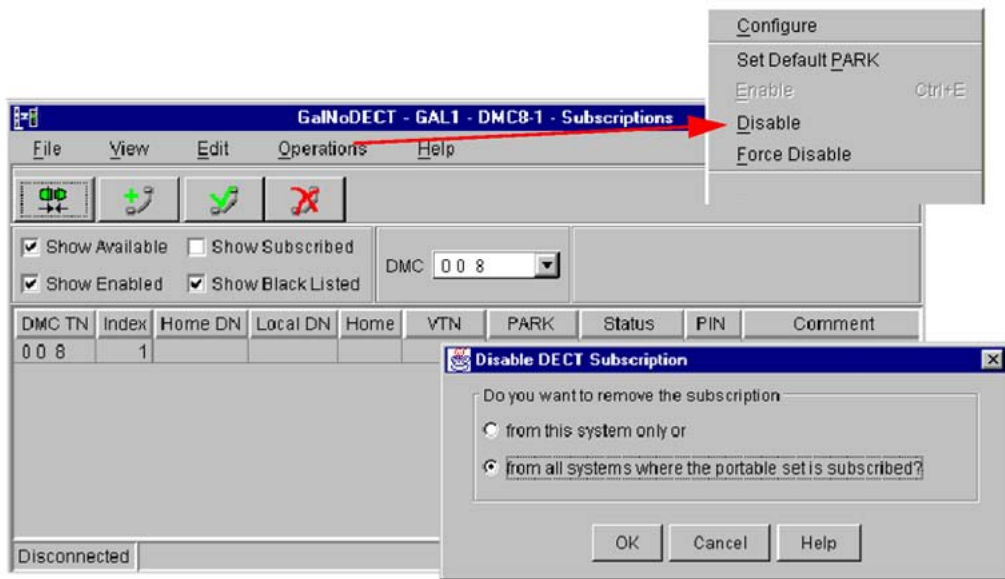 Configure
Set Default PARK
Enable Ctrl+E
Disable
Force Disable
GalNoDECT - GAL1 - DMC8-1 - Subscriptions
File View Edit Operations Help
Show Available Show Subscribed
DMC 0 0 8
Show Enabled Show Black Listed
DMC TN Index Home DN Local DN Home VTN PARK Status PIN Comment
0 0 8 1
Disable DECT Subscription
Do you want to remove the subscription
from this system only or
from all systems where the portable set is subscribed?
OK Cancel Help
Disconnected